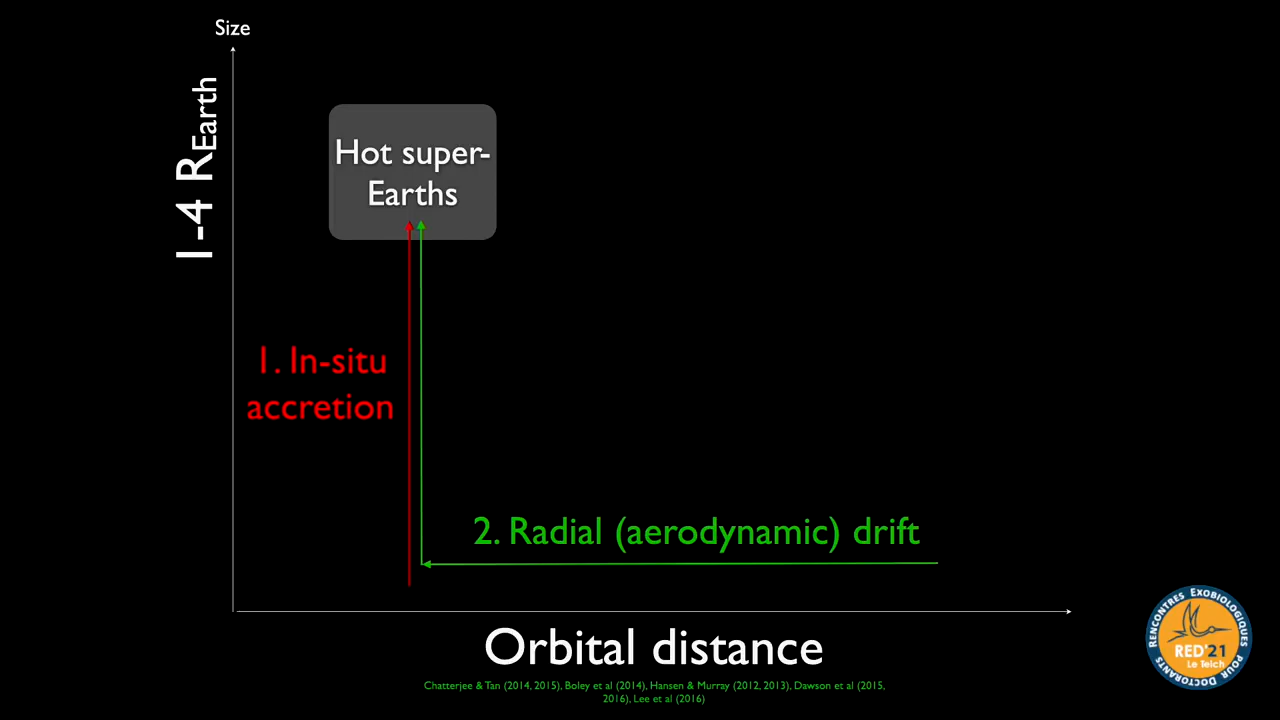 Size
1-4 REarth
Hot super-
Earths
1. In-situ
accretion
2. Radial (aerodynamic) drift
Orbital distance
Chatterjee & Tan (2014, 2015), Boley et al (2014), Hansen & Murray (2012, 2013), Dawson et al (2015,
2016), Lee et al (2016)
RENCONTRES EXOBIOLOGIQUES
POUR DOCTORANTS
RED'21
Le Teich